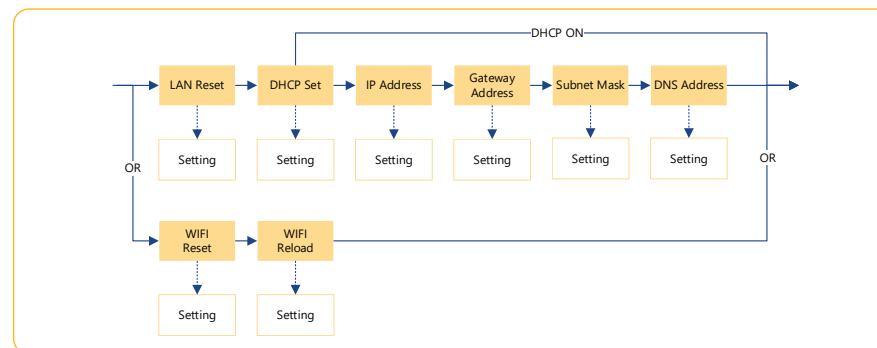 DHCP ON
LAN Reset
DHCP Set
IP Address
Gateway
Address
Subnet Mask
DNS Address
Setting
Setting
Setting
Setting
Setting
Setting
OR
OR
WIFI
Reset
WIFI
Reload
Setting
Setting